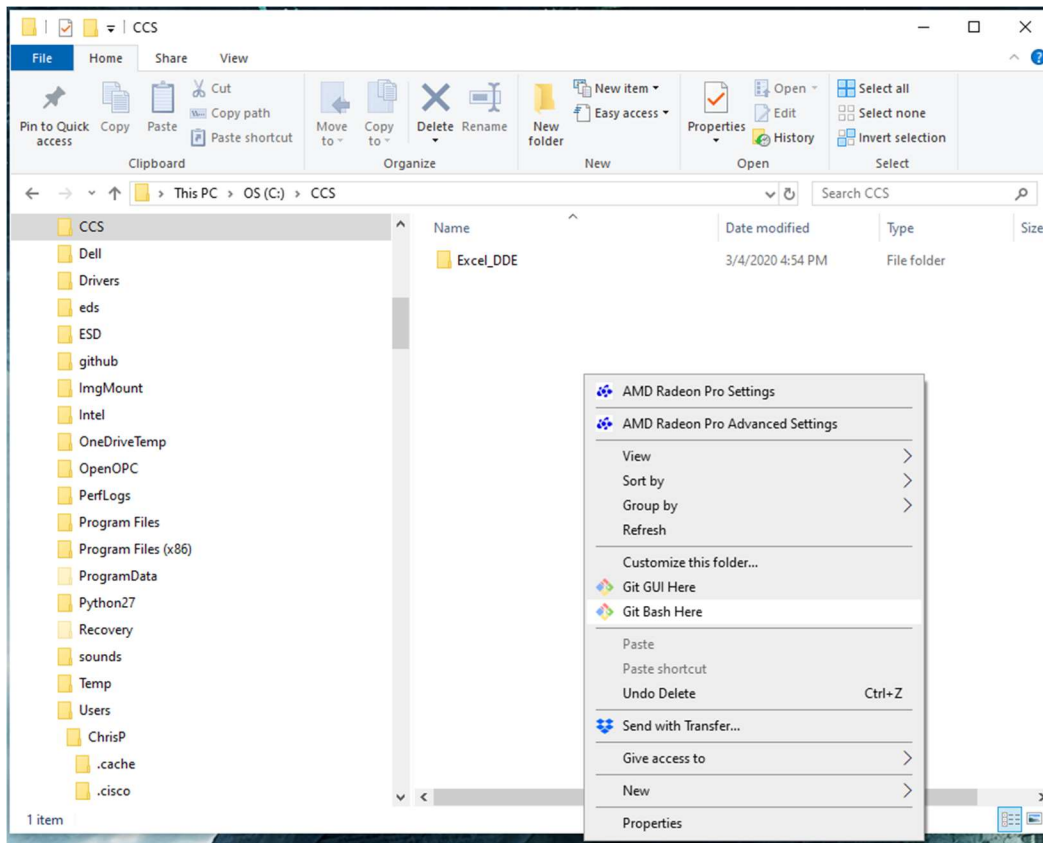 CCS
File Home Share View
Pin to Quick access
Copy
Paste
Cut
Copy path
Paste shortcut
Clipboard
Move to
Copy to
Delete
Rename
Organize
New folder
New item
Easy access
New
Properties
Open
Edit
History
Open
Select all
Select none
Invert selection
Select
This PC > OS (C:) > CCS
Search CCS
CCS
Dell
Drivers
eds
ESD
github
ImgMount
Intel
OneDriveTemp
OpenOPC
PerfLogs
Program Files
Program Files (x86)
ProgramData
Python27
Recovery
sounds
Temp
Users
ChrisP
.cache
.cisco
Name Date modified Type Size
Excel_DDE 3/4/2020 4:54 PM File folder
AMD Radeon Pro Settings
AMD Radeon Pro Advanced Settings
View
Sort by
Group by
Refresh
Customize this folder...
Git GUI Here
Git Bash Here
Paste
Paste shortcut
Undo Delete Ctrl+Z
Send with Transfer...
Give access to
New
Properties
1 item